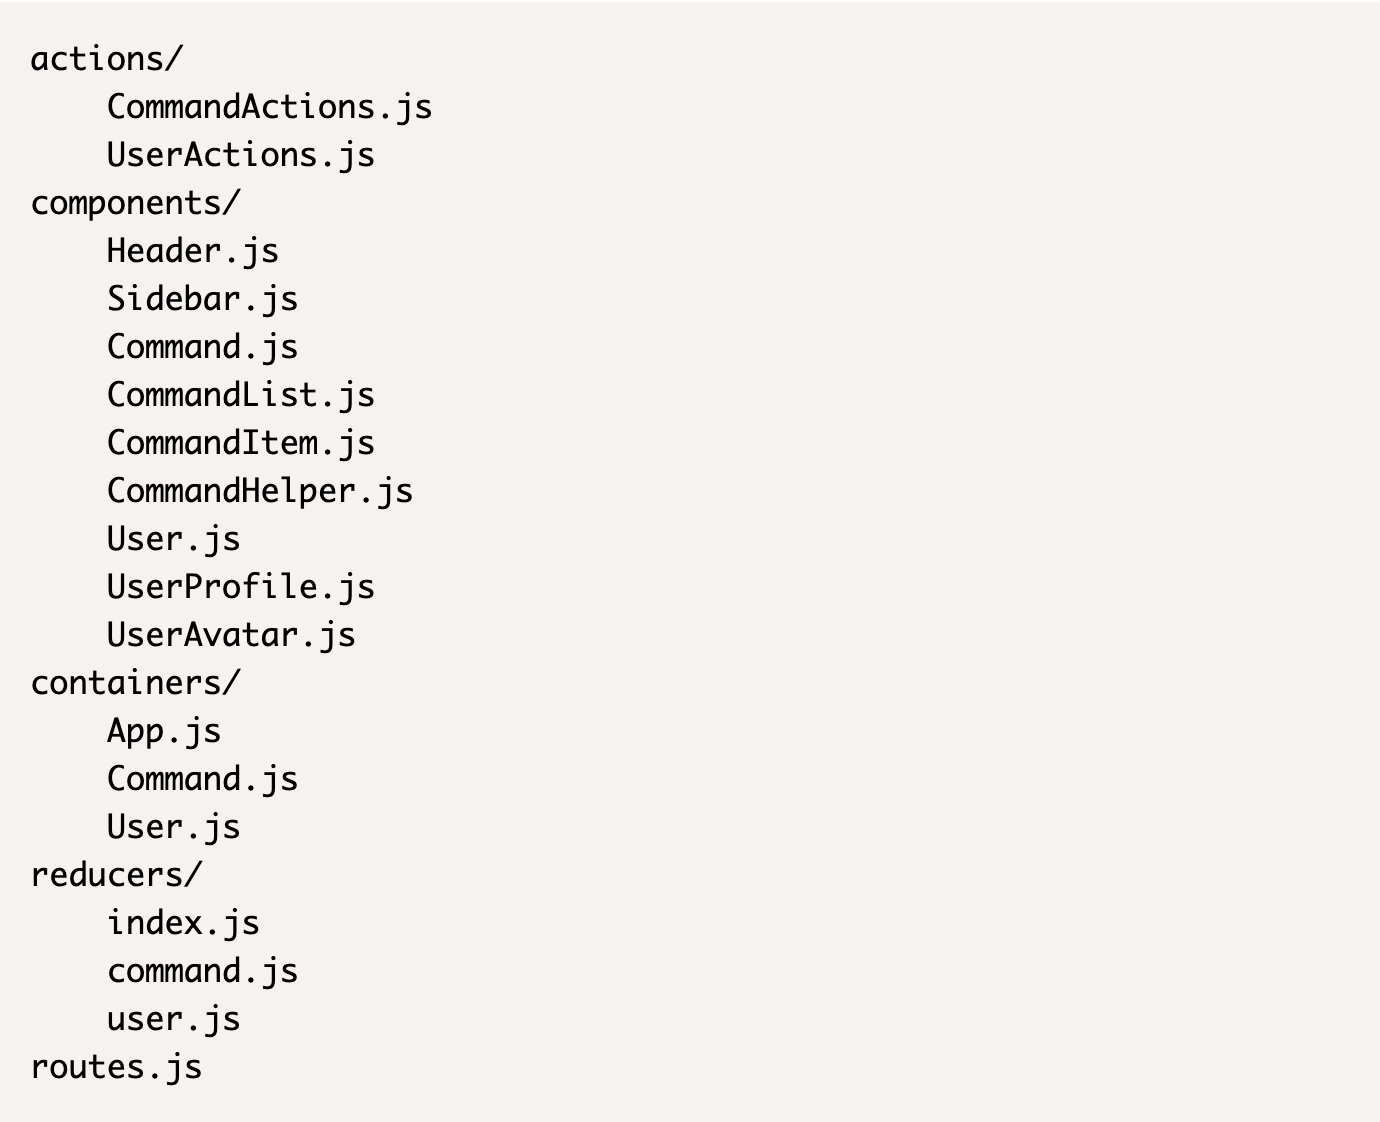 actions/
    CommandActions.js
    UserActions.js
components/
    Header.js
    Sidebar.js
    Command.js
    CommandList.js
    CommandItem.js
    CommandHelper.js
    User.js
    UserProfile.js
    UserAvatar.js
containers/
    App.js
    Command.js
    User.js
reducers/
    index.js
    command.js
    user.js
routes.js